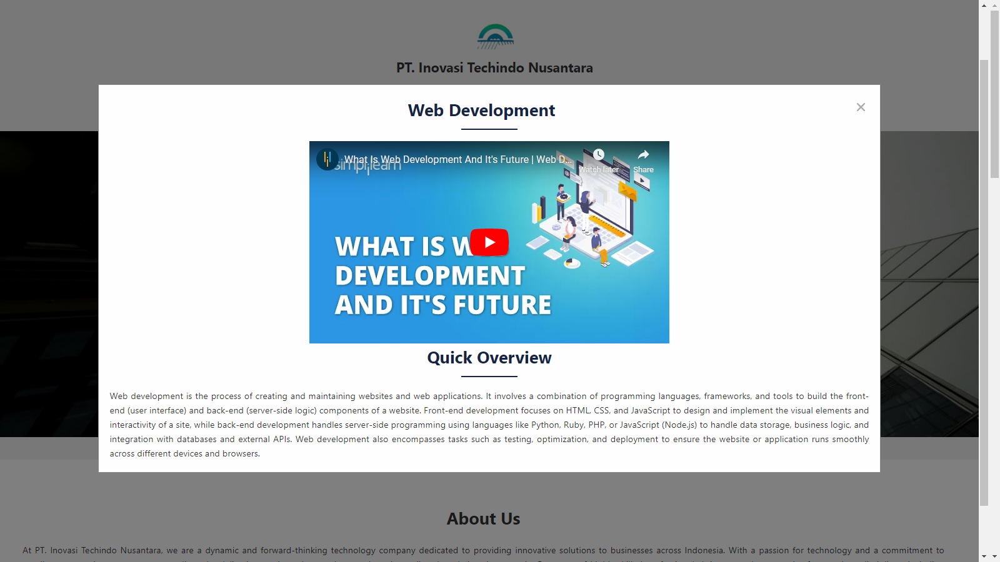 PT. Inovasi Techindo Nusantara
Web Development
×
What Is Web Development And It's Future | Web D...
simplilearn
Watch later
Share
WHAT IS W
DEVELOPMENT
AND IT'S FUTURE
Quick Overview
Web development is the process of creating and maintaining websites and web applications. It involves a combination of programming languages, frameworks, and tools to build the front-
end (user interface) and back-end (server-side logic) components of a website. Front-end development focuses on HTML, CSS, and JavaScript to design and implement the visual elements and
interactivity of a site, while back-end development handles server-side programming using languages like Python, Ruby, PHP, or JavaScript (Node.js) to handle data storage, business logic, and
integration with databases and external APIs. Web development also encompasses tasks such as testing, optimization, and deployment to ensure the website or application runs smoothly
across different devices and browsers.
About Us
At PT. Inovasi Techindo Nusantara, we are a dynamic and forward-thinking technology company dedicated to providing innovative solutions to businesses across Indonesia. With a passion for technology and a commitment to